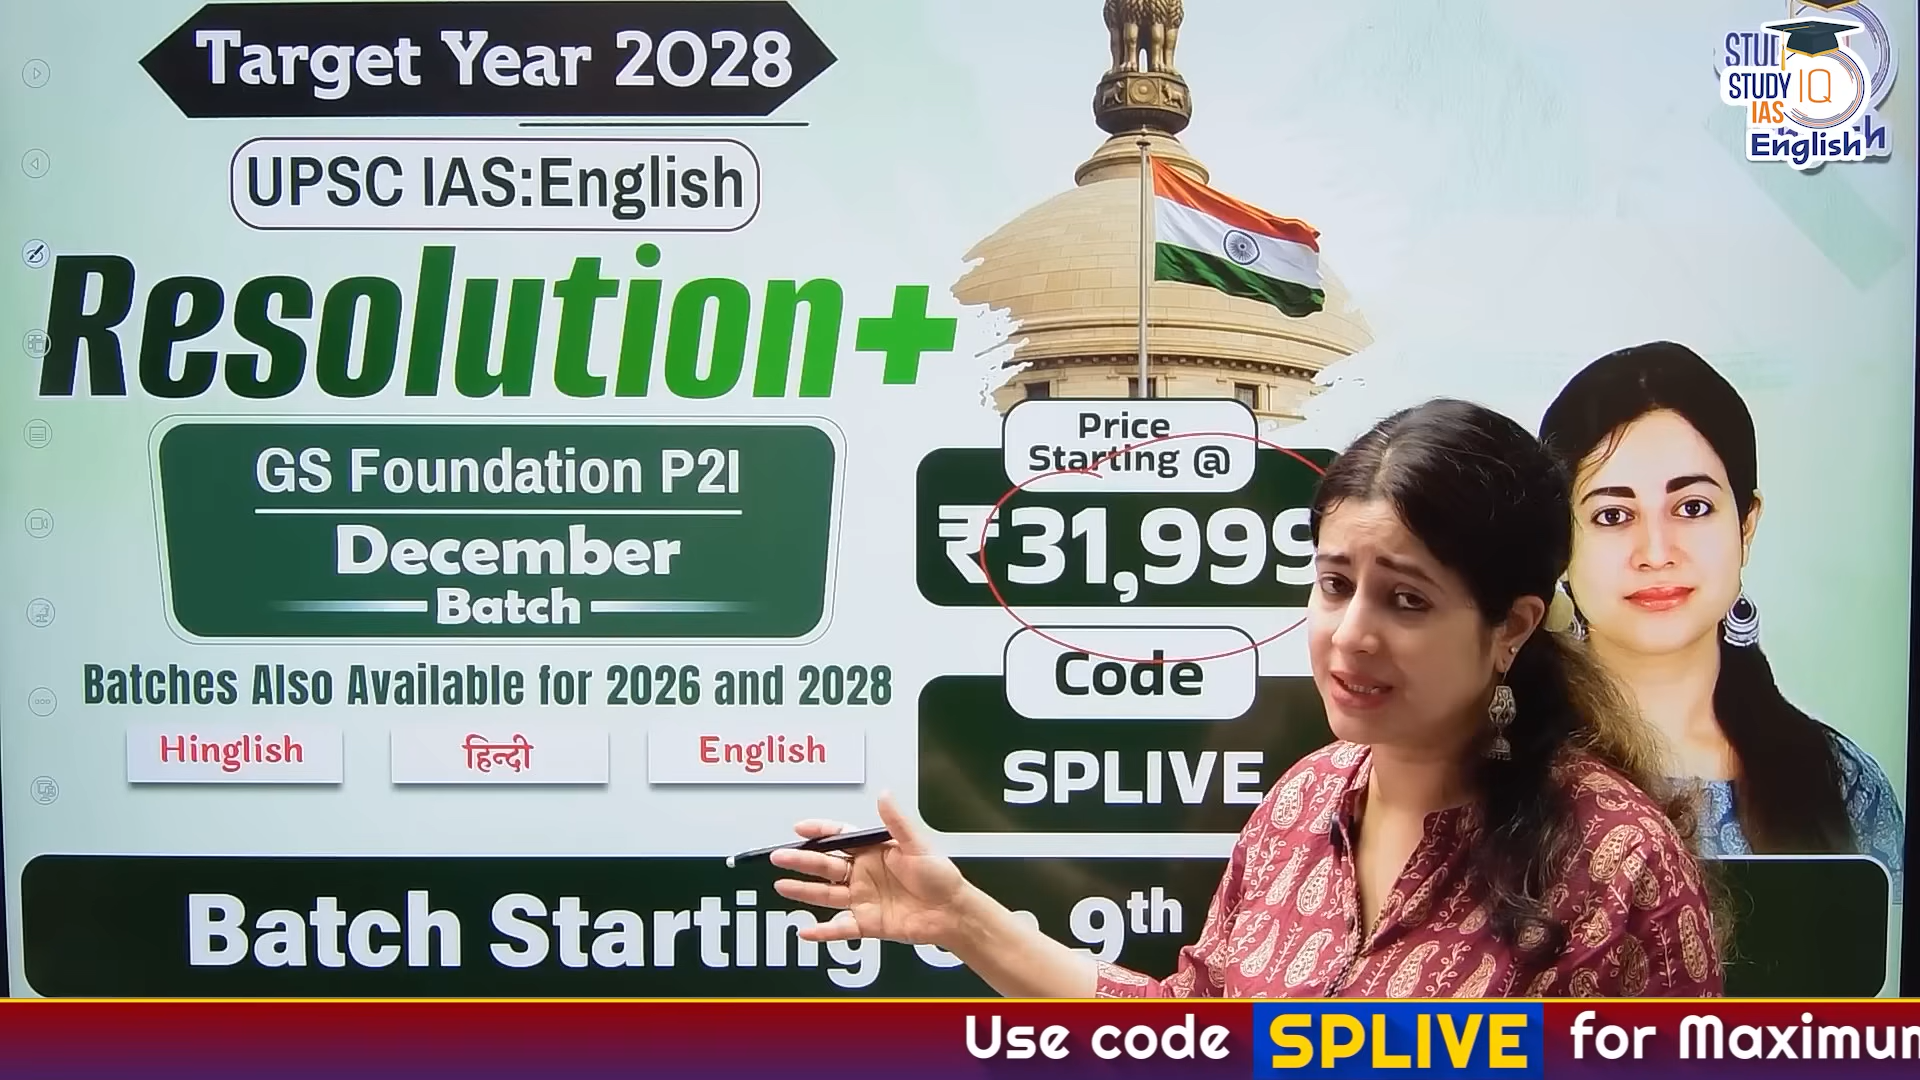 Target Year 2028
UPSC IAS:English
Resolution+
GS Foundation P2I
December
Batch
Batches Also Available for 2026 and 2028
Hinglish
हिन्दी
English
Price
Starting @
₹31,999
Code
SPLIVE
Batch Starting
9th
STUDY IQ
IAS
English
Use code SPLIVE for Maximum